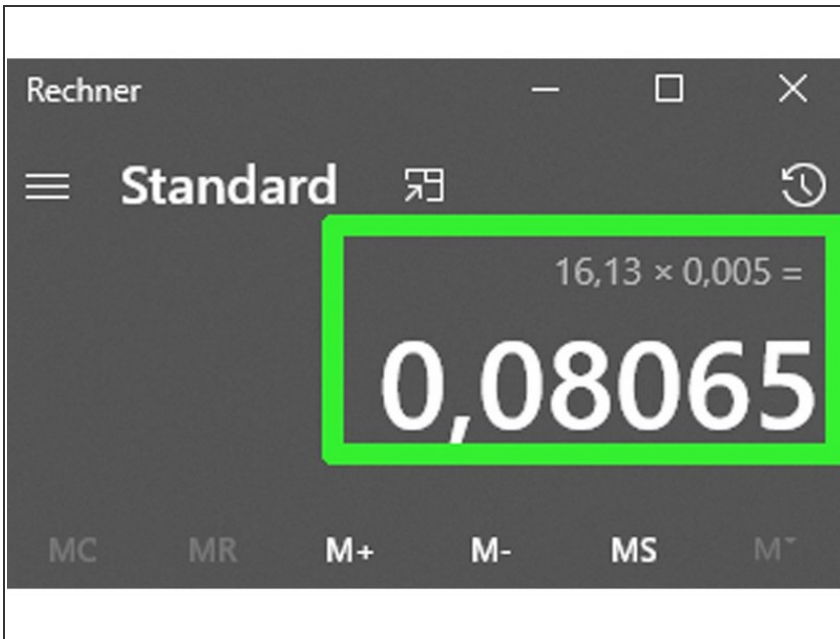 Rechner
Standard
16,13 × 0,005 =
0,08065
MC MR M+ M- MS M˅